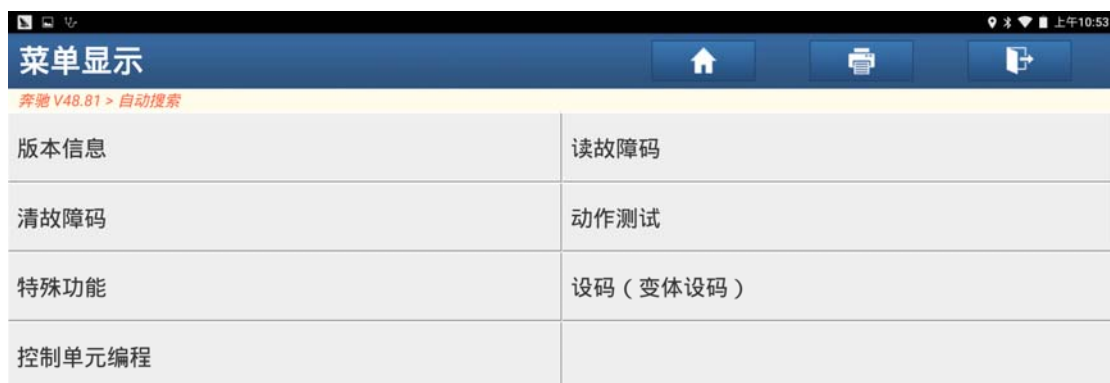 上午10:53
菜单显示
奔驰 V48.81 > 自动搜索
版本信息
读故障码
清故障码
动作测试
特殊功能
设码（变体设码）
控制单元编程